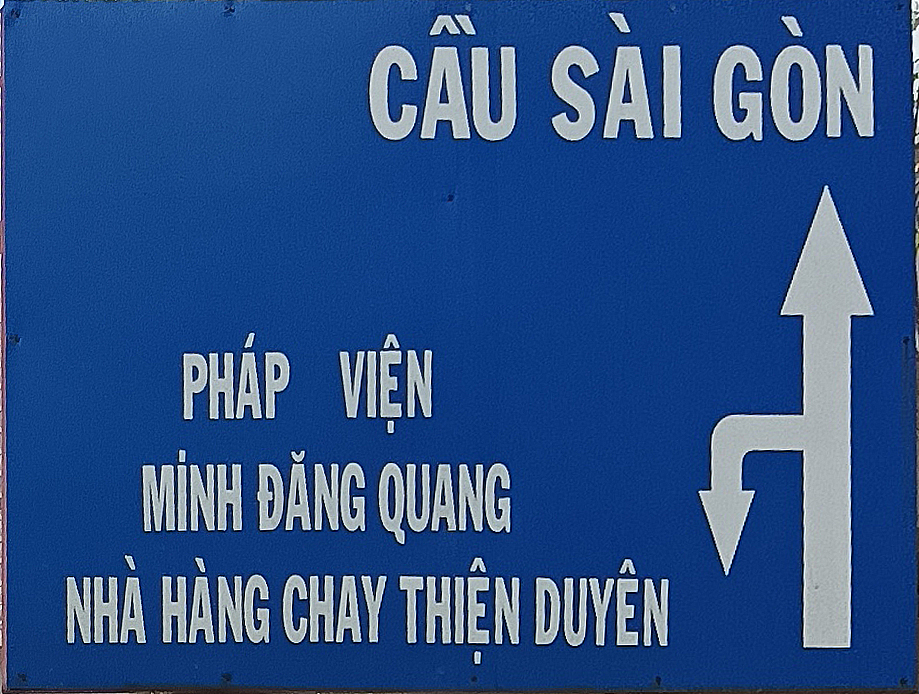 CẦU SÀI GÒN
PHÁP VIỆN
MINH ĐĂNG QUANG
NHÀ HÀNG CHAY THIỆN DUYÊN